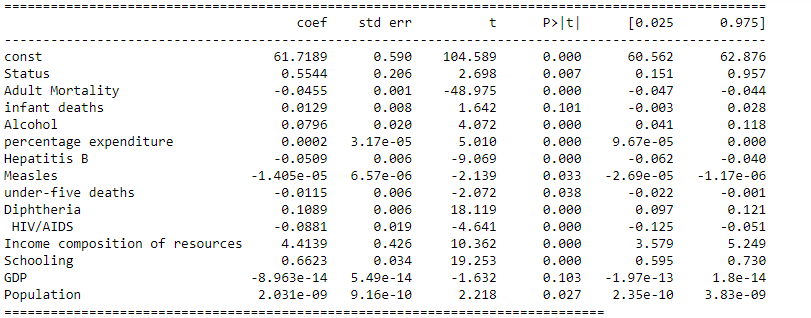 ==============================================================================================
coef std err t P>|t| [0.025 0.975]
----------------------------------------------------------------------------------------------
const 61.7189 0.590 104.589 0.000 60.562 62.876
Status 0.5544 0.206 2.698 0.007 0.151 0.957
Adult Mortality -0.0455 0.001 -48.975 0.000 -0.047 -0.044
infant deaths 0.0129 0.008 1.642 0.101 -0.003 0.028
Alcohol 0.0796 0.020 4.072 0.000 0.041 0.118
percentage expenditure 0.0002 3.17e-05 5.010 0.000 9.67e-05 0.000
Hepatitis B -0.0509 0.006 -9.069 0.000 -0.062 -0.040
Measles -1.405e-05 6.57e-06 -2.139 0.033 -2.69e-05 -1.17e-06
under-five deaths -0.0115 0.006 -2.072 0.038 -0.022 -0.001
Diphtheria 0.1089 0.006 18.119 0.000 0.097 0.121
HIV/AIDS -0.0881 0.019 -4.641 0.000 -0.125 -0.051
Income composition of resources 4.4139 0.426 10.362 0.000 3.579 5.249
Schooling 0.6623 0.034 19.253 0.000 0.595 0.730
GDP -8.963e-14 5.49e-14 -1.632 0.103 -1.97e-13 1.8e-14
Population 2.031e-09 9.16e-10 2.218 0.027 2.35e-10 3.83e-09
==============================================================================